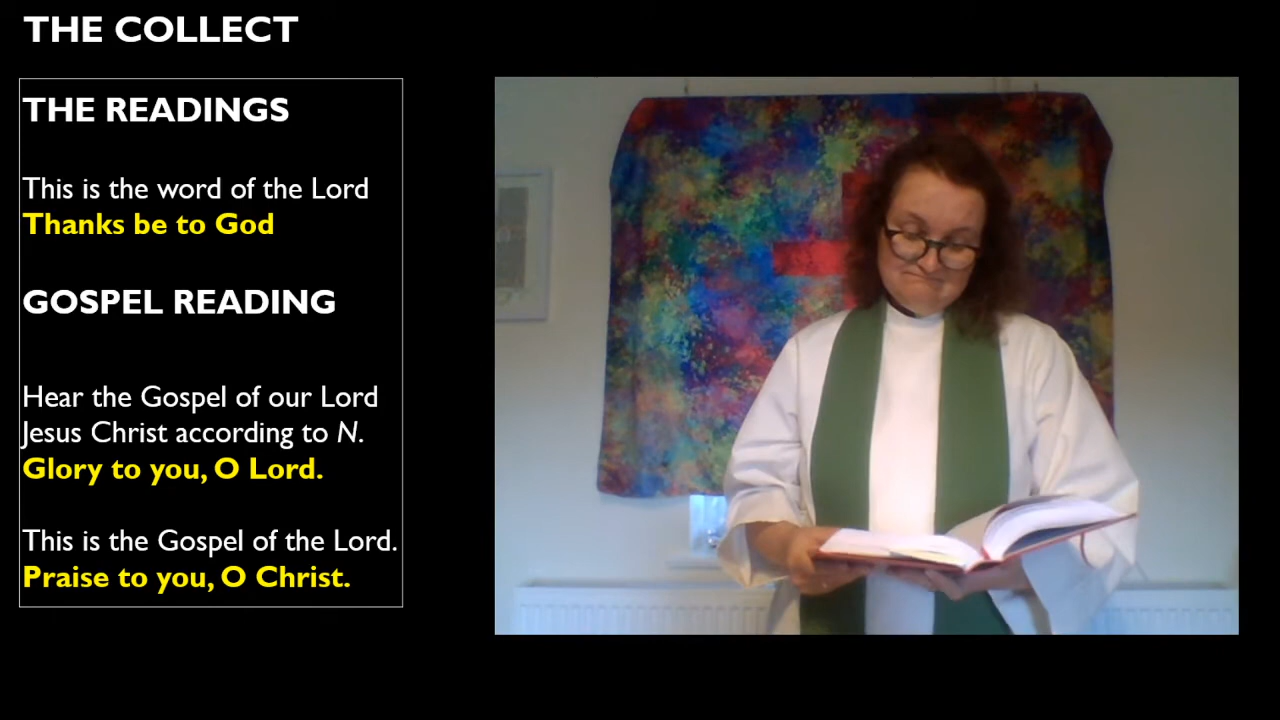 THE COLLECT
THE READINGS
This is the word of the Lord
Thanks be to God
GOSPEL READING
Hear the Gospel of our Lord
Jesus Christ according to N.
Glory to you, O Lord.
This is the Gospel of the Lord.
Praise to you, O Christ.